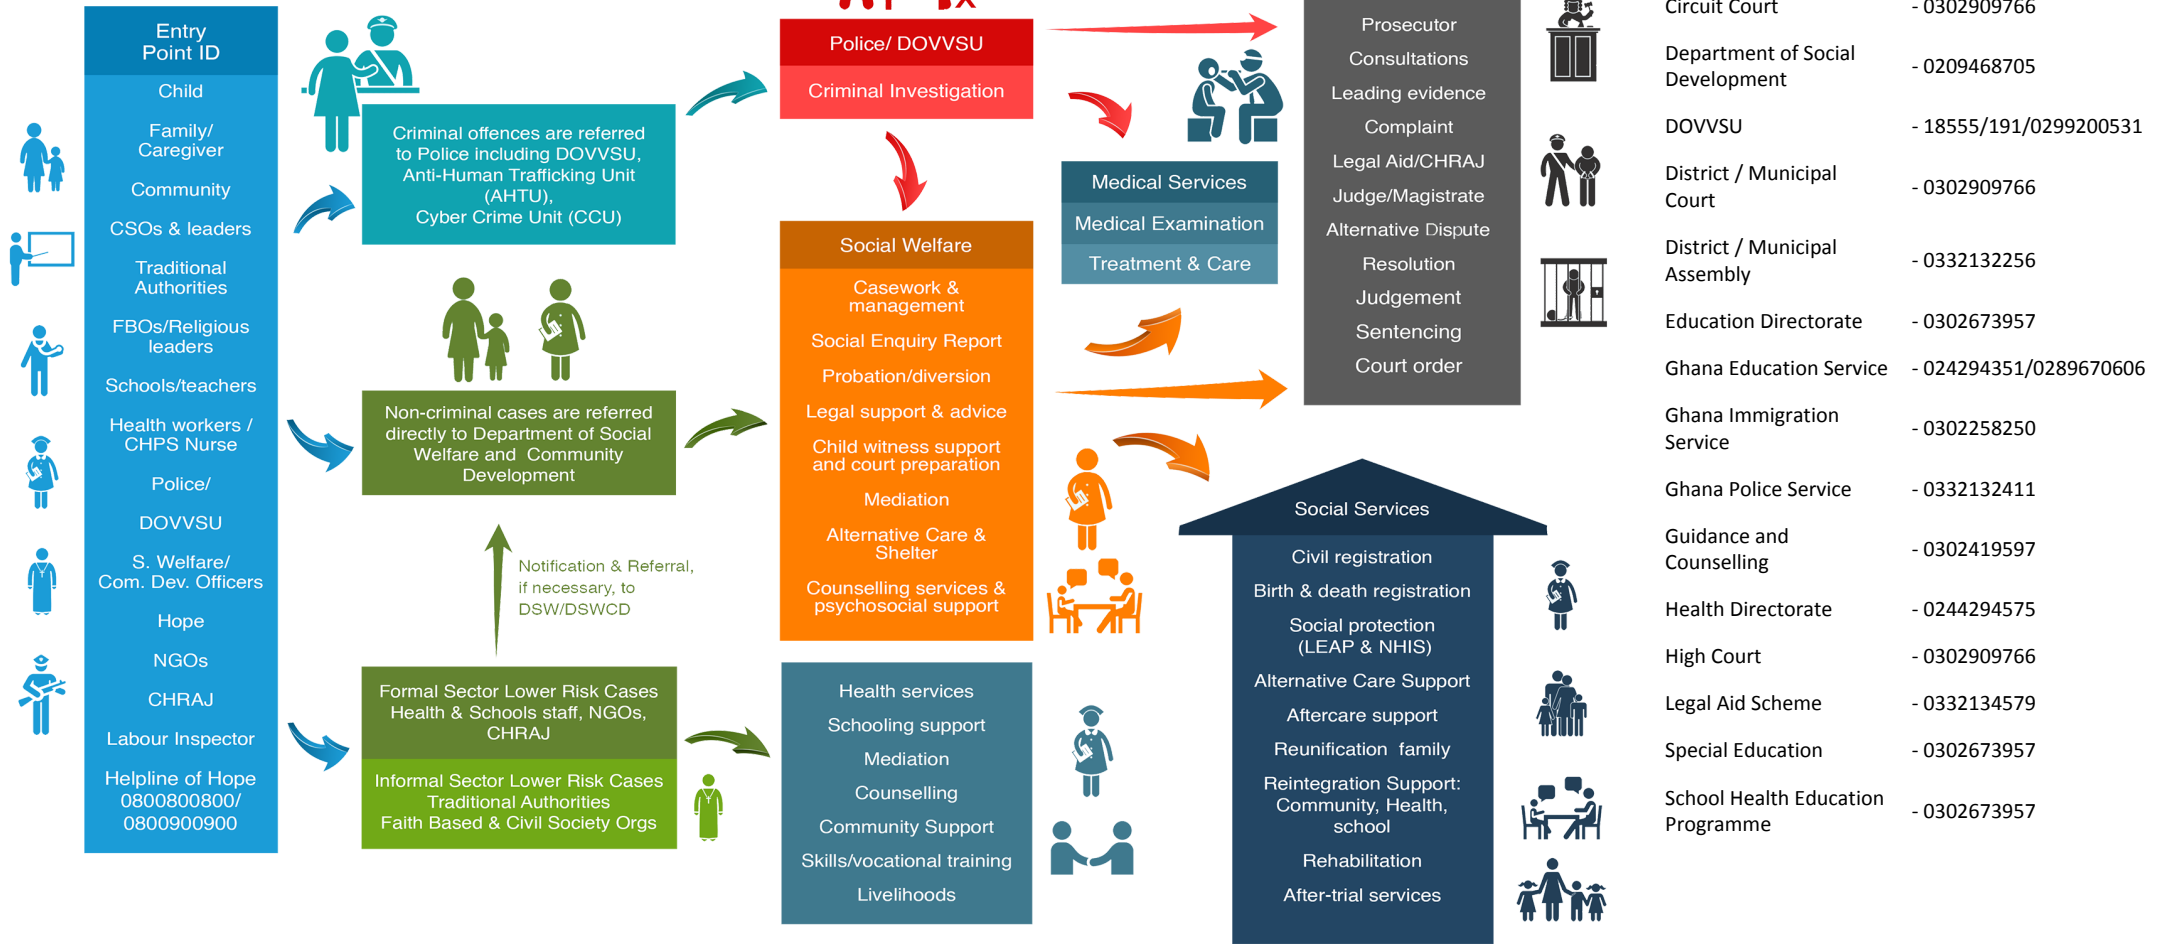 Entry
Point ID
Child
Family/
Caregiver
Community
CSOs & leaders
Traditional
Authorities
FBOs/Religious
leaders
Schools/teachers
Health workers /
CHPS Nurse
Police/
DOVVSU
S. Welfare/
Com. Dev. Officers
Hope
NGOs
CHRAJ
Labour Inspector
Helpline of Hope
0800800800/
0800900900
Criminal offences are referred
to Police including DOVVSU,
Anti-Human Trafficking Unit
(AHTU),
Cyber Crime Unit (CCU)
Non-criminal cases are referred
directly to Department of Social
Welfare and Community
Development
Notification & Referral,
if necessary, to
DSW/DSWCD
Formal Sector Lower Risk Cases
Health & Schools staff, NGOs,
CHRAJ
Informal Sector Lower Risk Cases
Traditional Authorities
Faith Based & Civil Society Orgs
Police/ DOVVSU
Criminal Investigation
Social Welfare
Casework &
management
Social Enquiry Report
Probation/diversion
Legal support & advice
Child witness support
and court preparation
Mediation
Alternative Care &
Shelter
Counselling services &
psychosocial support
Health services
Schooling support
Mediation
Counselling
Community Support
Skills/vocational training
Livelihoods
Medical Services
Medical Examination
Treatment & Care
Prosecutor
Consultations
Leading evidence
Complaint
Legal Aid/CHRAJ
Judge/Magistrate
Alternative Dispute
Resolution
Judgement
Sentencing
Court order
Social Services
Civil registration
Birth & death registration
Social protection
(LEAP & NHIS)
Alternative Care Support
Aftercare support
Reunification family
Reintegration Support:
Community, Health,
school
Rehabilitation
After-trial services
Circuit Court - 0302909766
Department of Social
Development - 0209468705
DOVVSU - 18555/191/0299200531
District / Municipal
Court - 0302909766
District / Municipal
Assembly - 0332132256
Education Directorate - 0302673957
Ghana Education Service - 024294351/0289670606
Ghana Immigration
Service - 0302258250
Ghana Police Service - 0332132411
Guidance and
Counselling - 0302419597
Health Directorate - 0244294575
High Court - 0302909766
Legal Aid Scheme - 0332134579
Special Education - 0302673957
School Health Education
Programme - 0302673957